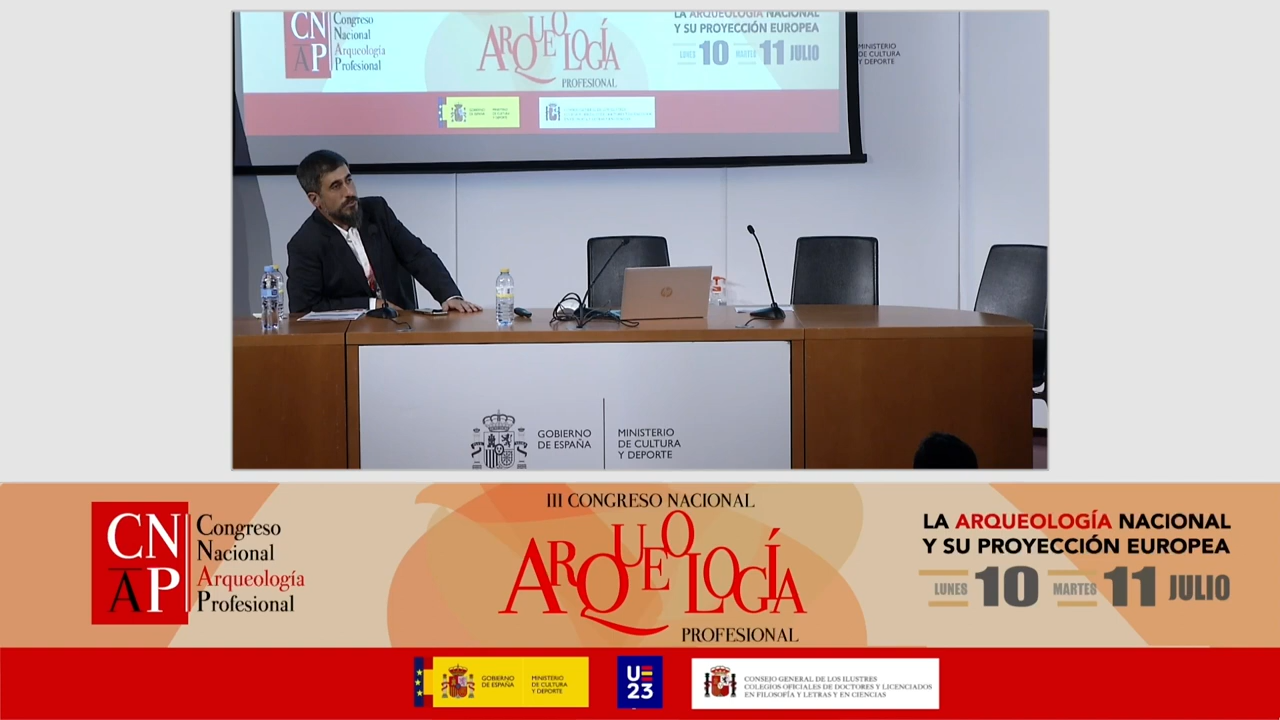 CN
AP
Congreso
Nacional
Arqueología
Profesional
ARQUEOLOGÍA
PROFESIONAL
LA ARQUEOLOGÍA NACIONAL
Y SU PROYECCIÓN EUROPEA
LUNES 10 MARTES 11 JULIO
MINISTERIO
DE CULTURA
Y DEPORTE
hp
GOBIERNO
DE ESPAÑA
MINISTERIO
DE CULTURA
Y DEPORTE
CN
AP
Congreso
Nacional
Arqueología
Profesional
III CONGRESO NACIONAL
ARQUEOLOGÍA
PROFESIONAL
LA ARQUEOLOGÍA NACIONAL
Y SU PROYECCIÓN EUROPEA
LUNES 10 MARTES 11 JULIO
GOBIERNO
DE ESPAÑA
MINISTERIO
DE CULTURA
Y DEPORTE
UE
23
CONSEJO GENERAL DE LOS ILUSTRES
COLEGIOS OFICIALES DE DOCTORES Y LICENCIADOS
EN FILOSOFÍA Y LETRAS Y EN CIENCIAS